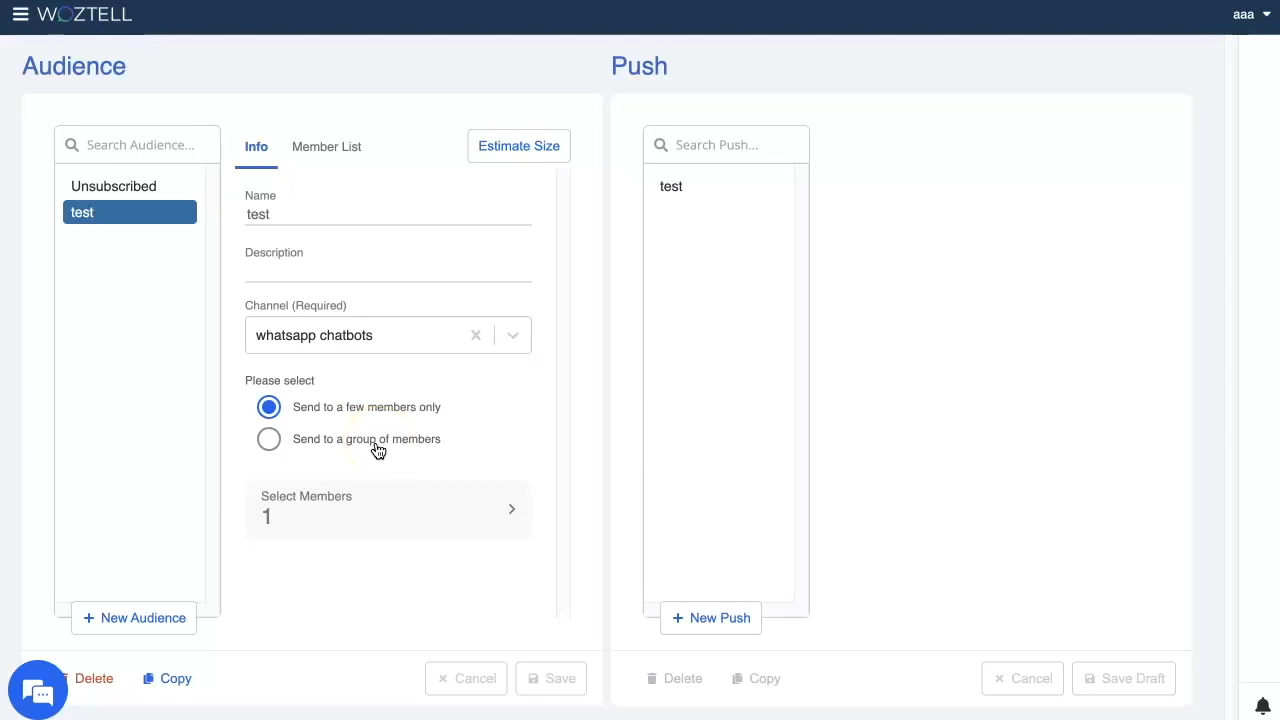 WOZTELL
aaa
Audience
Search Audience...
Unsubscribed
test
New Audience
Info
Member List
Estimate Size
Name
test
Description
Channel (Required)
whatsapp chatbots
Please select
Send to a few members only
Send to a group of members
Select Members
1
Delete
Copy
Cancel
Save
Push
Search Push...
test
New Push
Delete
Copy
Cancel
Save Draft